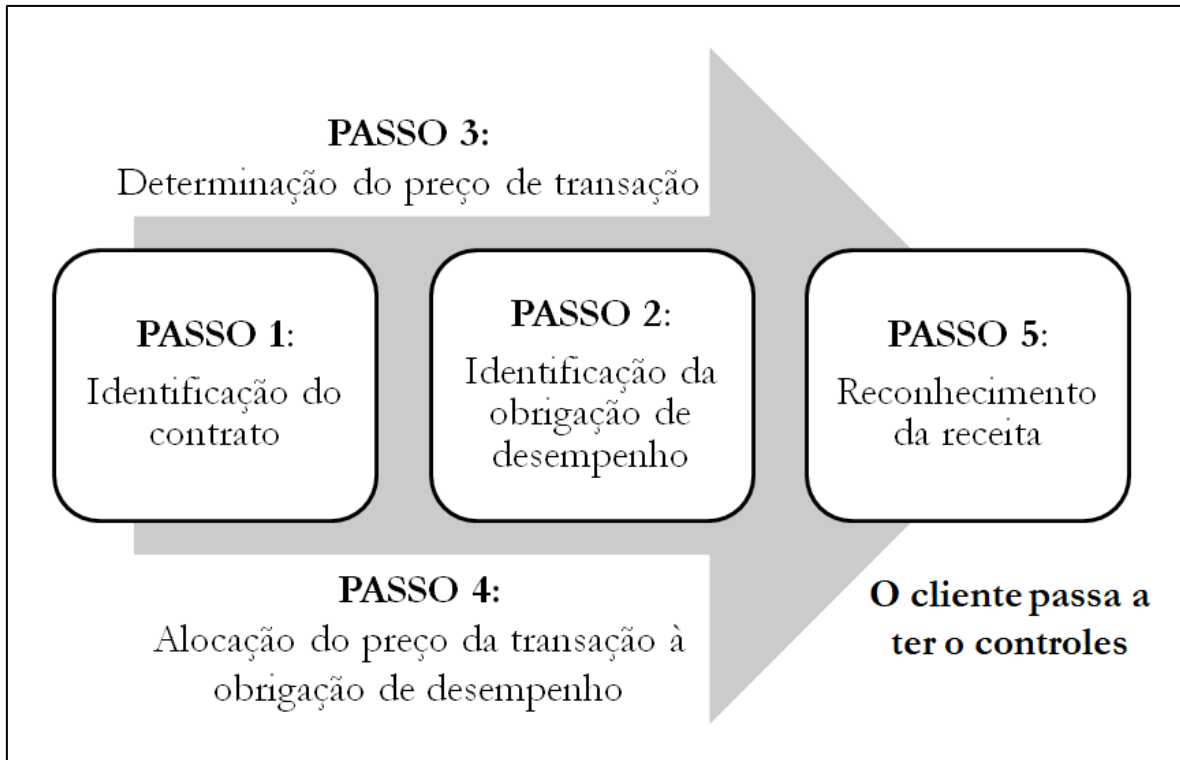 PASSO 3:
Determinação do preço de transação
PASSO 1:
Identificação do
contrato
PASSO 2:
Identificação da
obrigação de
desempenho
PASSO 5:
Reconhecimento
da receita
PASSO 4:
Alocação do preço da transação à
obrigação de desempenho
O cliente passa a
ter o controles